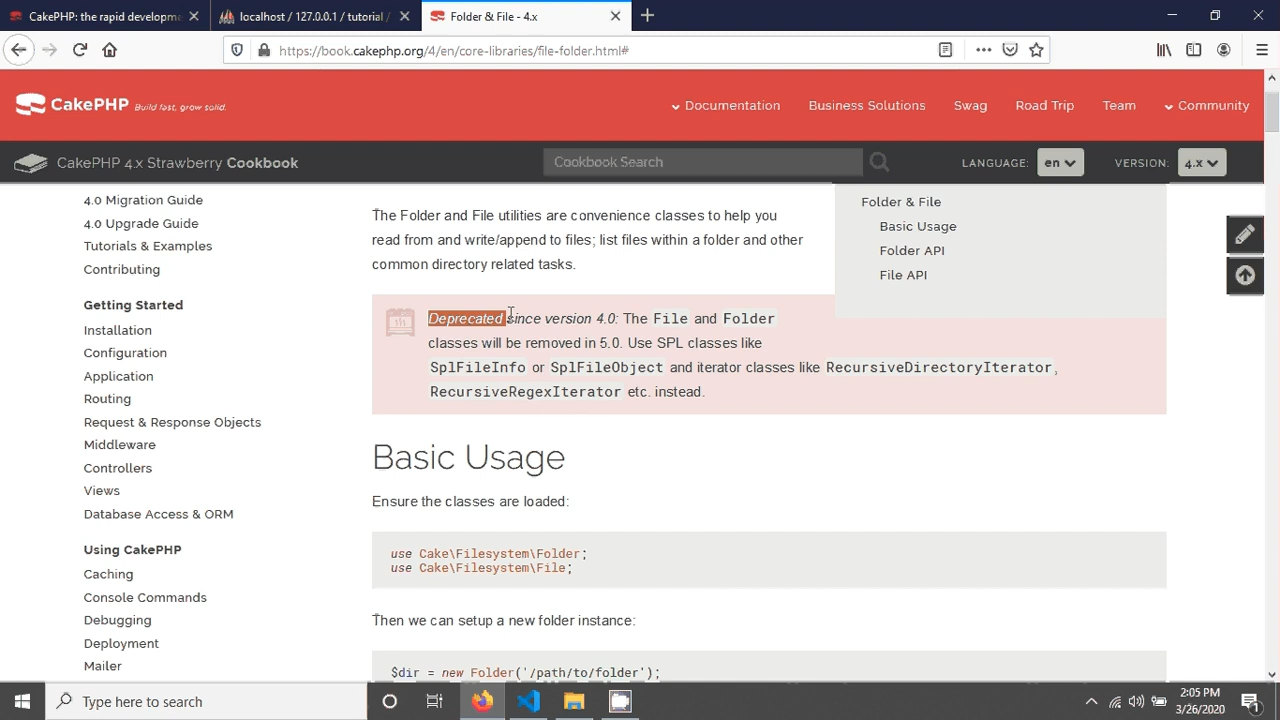 CakePHP: the rapid developm
localhost / 127.0.0.1 / tutorial /
Folder & File - 4.x
https://book.cakephp.org/4/en/core-libraries/file-folder.html#
CakePHP Build fast, grow solid.
Documentation
Business Solutions
Swag
Road Trip
Team
Community
CakePHP 4.x Strawberry Cookbook
Cookbook Search
LANGUAGE:
en
VERSION:
4.x
4.0 Migration Guide
4.0 Upgrade Guide
Tutorials & Examples
Contributing
Getting Started
Installation
Configuration
Application
Routing
Request & Response Objects
Middleware
Controllers
Views
Database Access & ORM
Using CakePHP
Caching
Console Commands
Debugging
Deployment
Mailer
The Folder and File utilities are convenience classes to help you
read from and write/append to files; list files within a folder and other
common directory related tasks.
Deprecated since version 4.0: The File and Folder
classes will be removed in 5.0. Use SPL classes like
SplFileInfo or SplFileObject and iterator classes like RecursiveDirectoryIterator,
RecursiveRegexIterator etc. instead.
Basic Usage
Ensure the classes are loaded:
use Cake\Filesystem\Folder;
use Cake\Filesystem\File;
Then we can setup a new folder instance:
$dir = new Folder('/path/to/folder');
Folder & File
Basic Usage
Folder API
File API
Type here to search
2:05 PM
3/26/2020
1